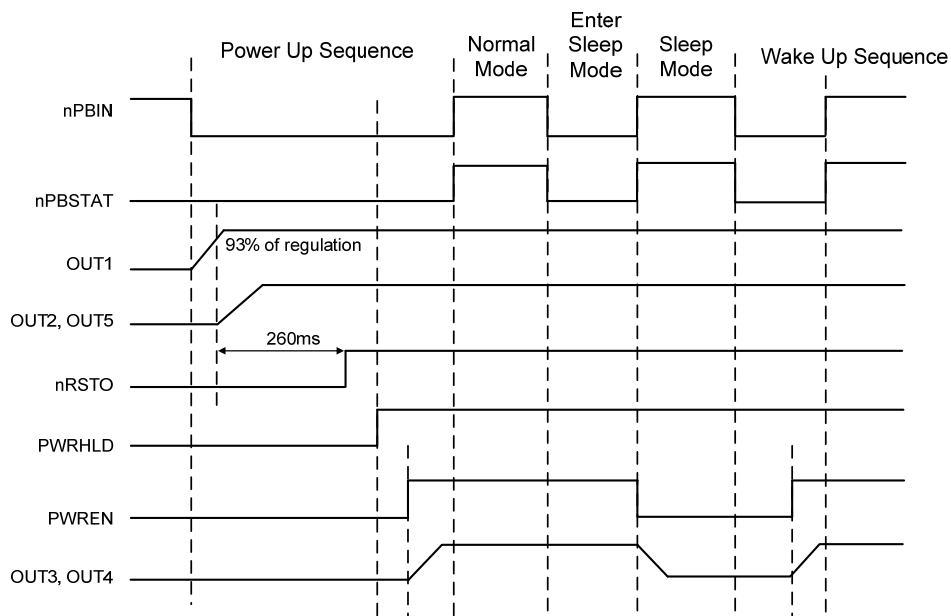 Power Up Sequence
Normal
Mode
Enter
Sleep
Mode
Sleep
Mode
Wake Up Sequence
nPBIN
nPBSTAT
93% of regulation
OUT1
OUT2, OUT5
260ms
nRSTO
PWRHLD
PWREN
OUT3, OUT4